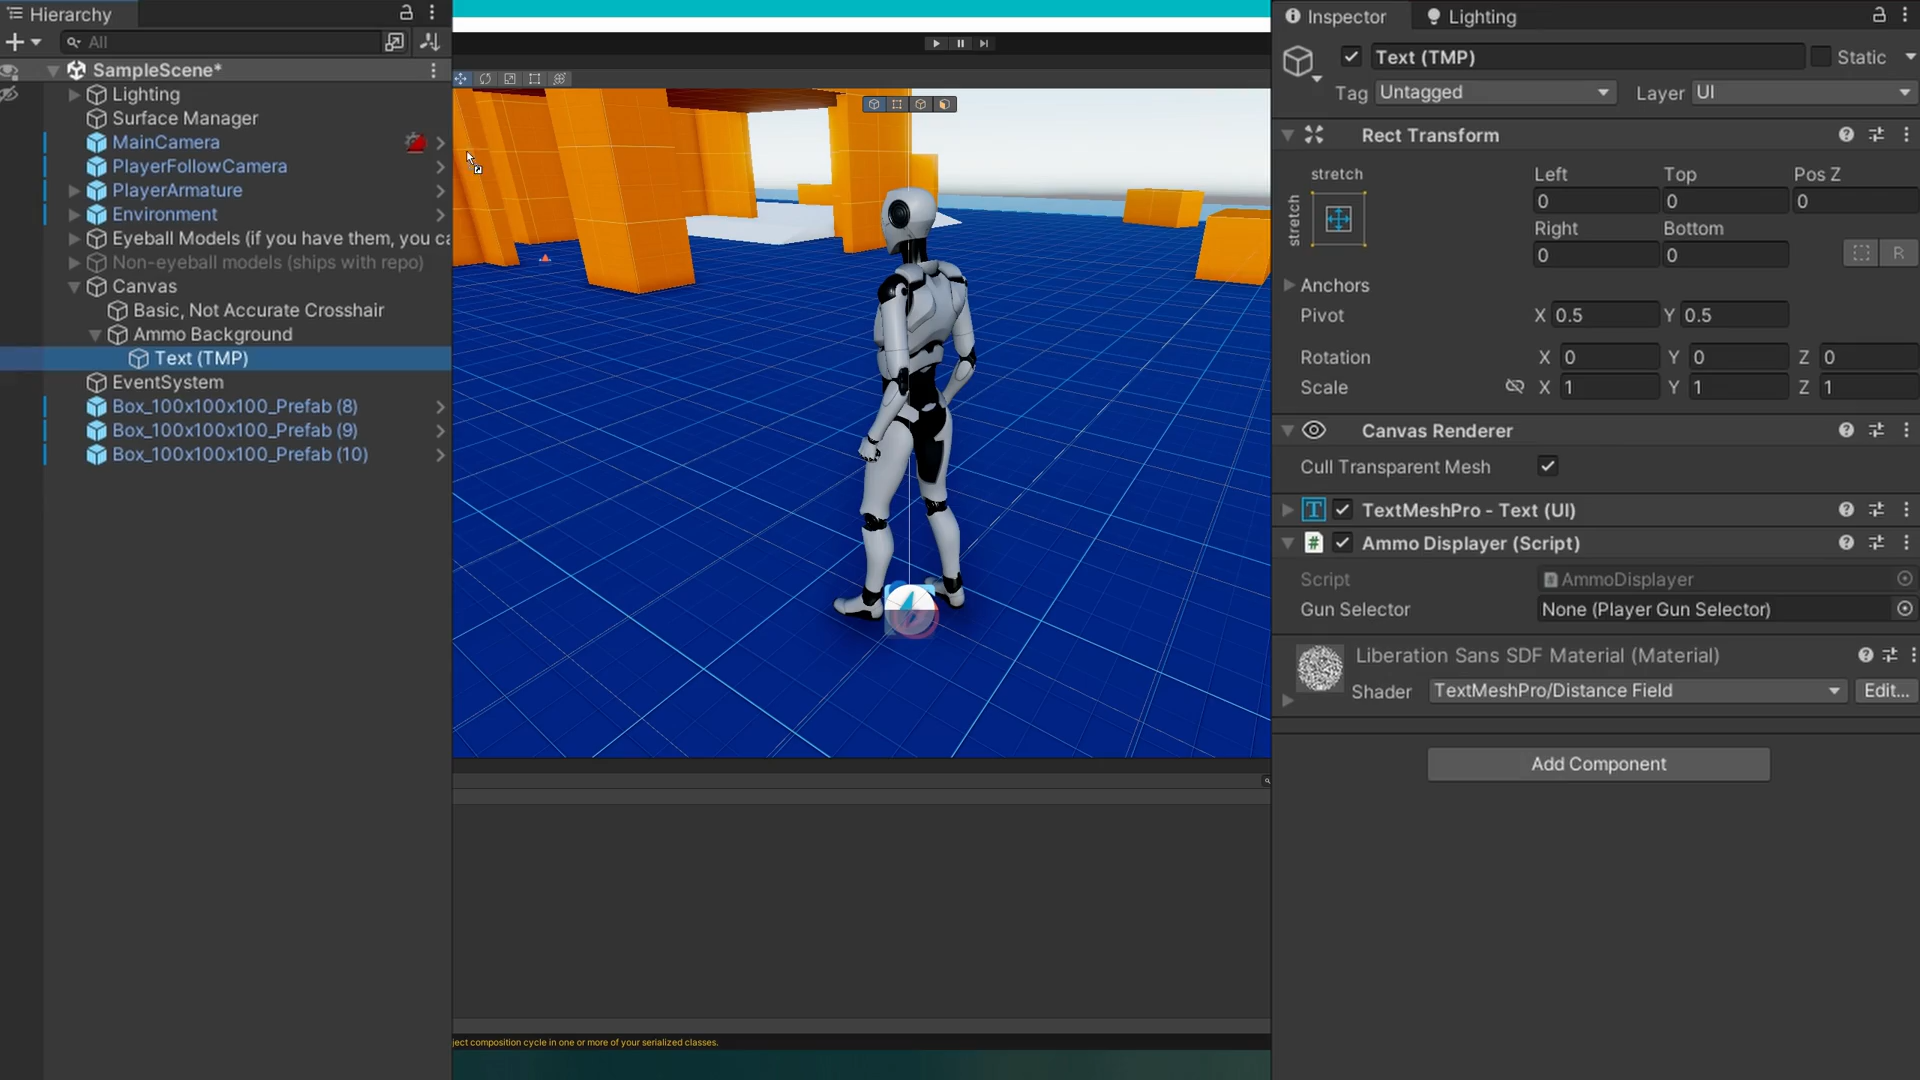 Hierarchy
All
SampleScene*
Lighting
Surface Manager
MainCamera
PlayerFollowCamera
PlayerArmature
Environment
Eyeball Models (if you have them, you ca
Non-eyeball models (ships with repo)
Canvas
Basic, Not Accurate Crosshair
Ammo Background
Text (TMP)
EventSystem
Box_100x100x100_Prefab (8)
Box_100x100x100_Prefab (9)
Box_100x100x100_Prefab (10)
ject composition cycle in one or more of your serialized classes.
Inspector Lighting
Text (TMP) Static
Tag Untagged Layer UI
Rect Transform
stretch Left Top Pos Z
stretch 0 0 0
Right Bottom
0 0 R
Anchors
Pivot X 0.5 Y 0.5
Rotation X 0 Y 0 Z 0
Scale X 1 Y 1 Z 1
Canvas Renderer
Cull Transparent Mesh
TextMeshPro - Text (UI)
# Ammo Displayer (Script)
Script AmmoDisplayer
Gun Selector None (Player Gun Selector)
Liberation Sans SDF Material (Material)
Shader TextMeshPro/Distance Field Edit...
Add Component